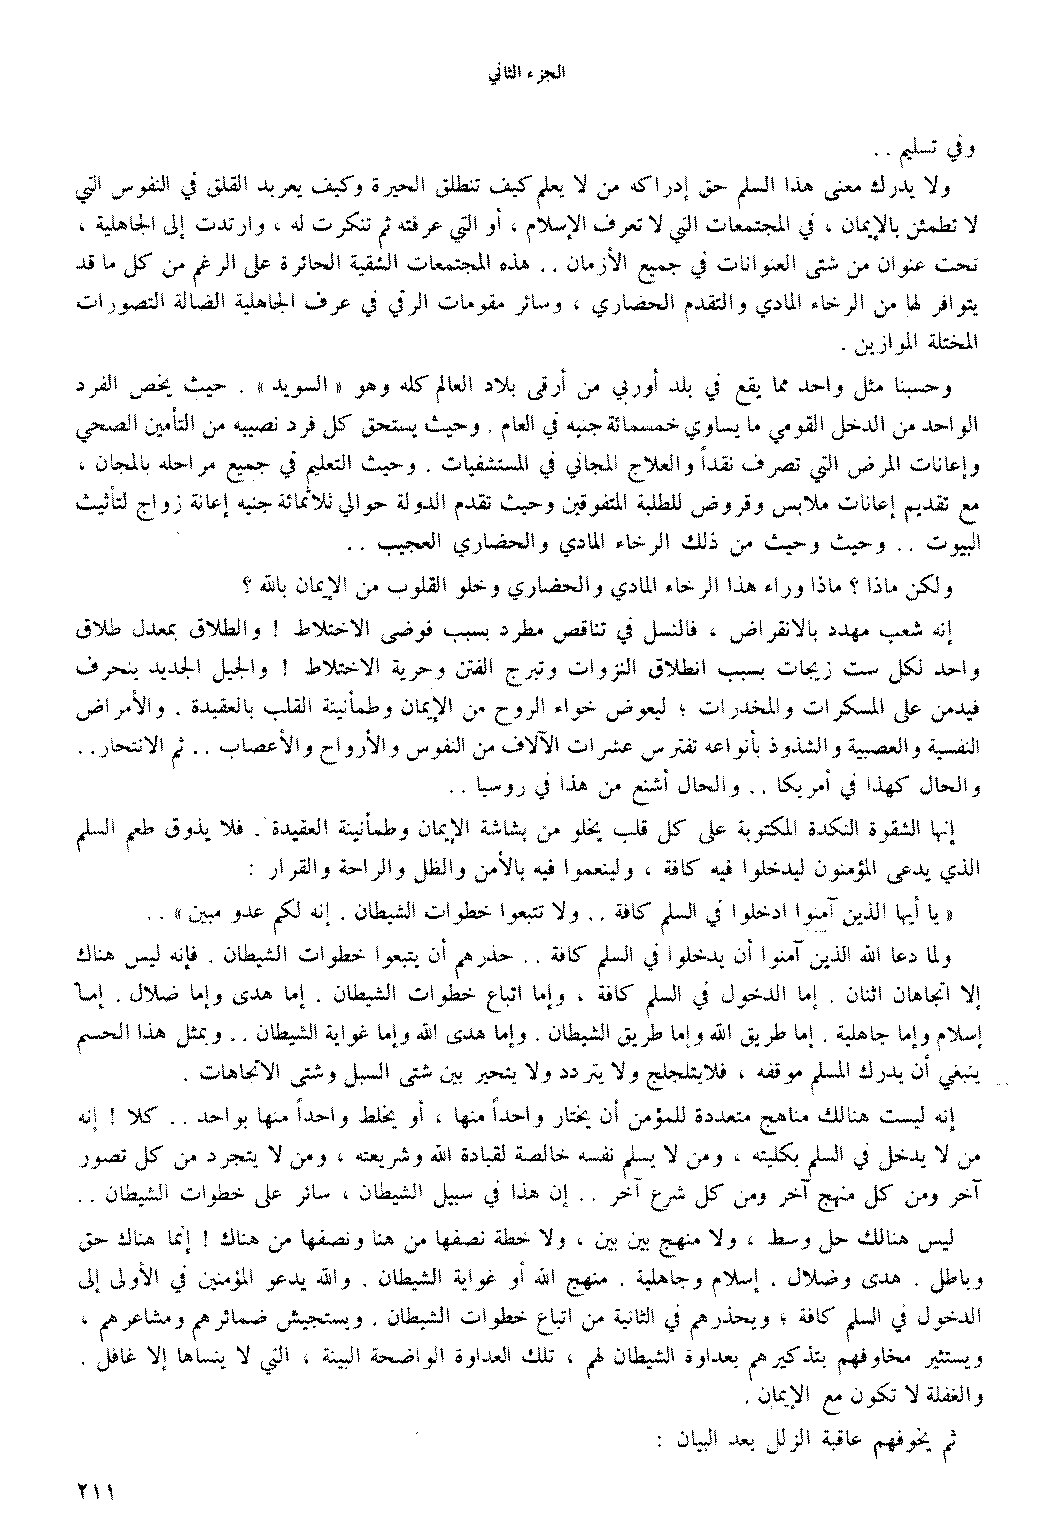 الجزء الثاني
وفي تسليم . .
ولا يدرك معنى هذا السلم حق إدراكه من لا يعلم كيف تنطلق الحيرة وكيف يعربد القلق في النفوس التي
لا تطمئن بالإيمان ، في المجتمعات التي لا تعرف الإسلام ، أو التي عرفته ثم تنكرت له ، وارتدت إلى الجاهلية ،
تحت عنوان من شتى العنوانات في جميع الأزمان . . هذه المجتمعات الشقية الحائرة على الرغم من كل ما قد
يتوافر لها من الرخاء المادي والتقدم الحضاري ، وسائر مقومات الرقي في عرف الجاهلية الضالة التصورات
المختلة الموازين .
وحسبنا مثل واحد مما يقع في بلد أوربي من أرقى بلاد العالم كله وهو « السويد » . حيث يخص الفرد
الواحد من الدخل القومي ما يساوي خمسمائة جنيه في العام . وحيث يستحق كل فرد نصيبه من التأمين الصحي
وإعانات المرض التي تصرف نقداً والعلاج المجاني في المستشفيات . وحيث التعليم في جميع مراحله بالمجان ،
مع تقديم إعانات ملابس وقروض للطلبة المتفوقين وحيث تقدم الدولة حوالي ثلاثمائة جنيه إعانة زواج لتأثيث
البيوت . . وحيث وحيث من ذلك الرخاء المادي والحضاري العجيب . .
ولكن ماذا ؟ ماذا وراء هذا الرخاء المادي والحضاري وخلو القلوب من الإيمان بالله ؟
إنه شعب مهدد بالانقراض ، فالنسل في تناقص مطرد بسبب فوضى الاختلاط ! والطلاق بمعدل طلاق
واحد لكل ست زيجات بسبب انطلاق النزوات وتبرج الفتن وحرية الاختلاط ! والجيل الجديد ينحرف
فيدمن على المسكرات والمخدرات ؛ ليعوض خواء الروح من الإيمان وطمأنينة القلب بالعقيدة . والأمراض
النفسية والعصبية والشذوذ بأنواعه تفترس عشرات الآلاف من النفوس والأرواح والأعصاب . . ثم الانتحار . .
والحال كهذا في أمريكا . . والحال أشنع من هذا في روسيا . .
إنها الشقوة النكدة المكتوبة على كل قلب يخلو من بشاشة الإيمان وطمأنينة العقيدة . فلا يذوق طعم السلم
الذي يدعى المؤمنون ليدخلوا فيه كافة ، ولينعموا فيه بالأمن والظل والراحة والقرار :
« يا أيها الذين آمنوا ادخلوا في السلم كافة . . ولا تتبعوا خطوات الشيطان . إنه لكم عدو مبين » . .
ولما دعا الله الذين آمنوا أن يدخلوا في السلم كافة . . حذرهم أن يتبعوا خطوات الشيطان . فإنه ليس هناك
إلا اتجاهان اثنان . إما الدخول في السلم كافة ، وإما اتباع خطوات الشيطان . إما هدى وإما ضلال . إما
إسلام وإما جاهلية . إما طريق الله وإما طريق الشيطان . وإما هدى الله وإما غواية الشيطان . . وبمثل هذا الحسم
ينبغي أن يدرك المسلم موقفه ، فلا يتلجلج ولا يتردد ولا يتحير بين شتى السبل وشتى الاتجاهات .
إنه ليست هنالك مناهج متعددة للمؤمن أن يختار واحداً منها ، أو يخلط واحداً منها بواحد . . كلا ! إنه
من لا يدخل في السلم بكليته ، ومن لا يسلم نفسه خالصة لقيادة الله وشريعته ، ومن لا يتجرد من كل تصور
آخر ومن كل منهج آخر ومن كل شرع آخر . . إن هذا في سبيل الشيطان ، سائر على خطوات الشيطان . .
ليس هنالك حل وسط ، ولا منهج بين بين ، ولا خطة نصفها من هنا ونصفها من هناك ! إنما هناك حق
وباطل . هدى وضلال . إسلام وجاهلية . منهج الله أو غواية الشيطان . والله يدعو المؤمنين في الأولى إلى
الدخول في السلم كافة ؛ ويحذرهم في الثانية من اتباع خطوات الشيطان . ويستجيش ضمائرهم ومشاعرهم ،
ويستثير مخاوفهم بتذكيرهم بعداوة الشيطان لهم ، تلك العداوة الواضحة البينة ، التي لا ينساها إلا غافل .
والغفلة لا تكون مع الإيمان .
ثم يخوفهم عاقبة الزلل بعد البيان :
٢١١